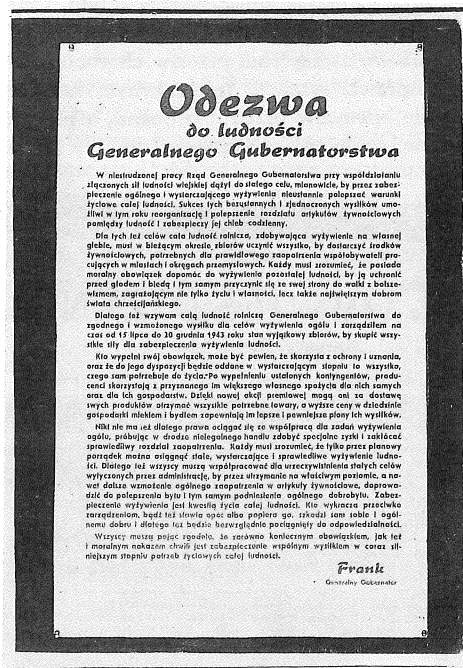 Odezwa
do ludności
Generalnego Gubernatorstwa
W niestrudzonej pracy Rząd Generalnego Gubernatorstwa przy współdziałaniu
złączonych sił ludności wiejskiej dążył do stałego celu, mianowicie, by przez zabez-
pieczenie ogólnego i wystarczającego wyżywienia nieustannie polepszać warunki
życiowe całej ludności. Sukces tych bezustannych i zjednoczonych wysiłków umo-
żliwi w tym roku reorganizację i polepszenie rozdziału artykułów żywnościowych
pomiędzy ludność i zabezpieczy jej chleb codzienny.
Dla tych też celów cała ludność rolnicza, zdobywająca wyżywienie na własnej
glebie, musi w bieżącym okresie zbiorów uczynić wszystko, by dostarczyć środków
żywnościowych, potrzebnych dla prawidłowego zaopatrzenia współobywateli pra-
cujących w miastach i okręgach przemysłowych. Każdy musi zrozumieć, że posiada
moralny obowiązek dopomóc do wyżywienia pozostałej ludności, by ją uchronić
przed głodem i biedą i tym samym przyczynić się ze swej strony do walki z bolsze-
wizmem, zagrażającym nie tylko życiu i własności, lecz także największym dobrom
świata chrześcijańskiego.
Dlatego też wzywam całą ludność rolniczą Generalnego Gubernatorstwa do
zgodnego i wzmożonego wysiłku dla celów wyżywienia ogółu i zarządziłem na
czas od 15 lipca do 20 grudnia 1943 roku stan wyjątkowy zbiorów, by skupić wszy-
stkie siły dla zabezpieczenia wyżywienia ludności.
Kto wypełni swój obowiązek, może być pewien, że skorzysta z ochrony i uznania,
oraz że do jego dyspozycji będzie oddane w wystarczającym stopniu to wszystko,
czego sam potrzebuje do życia. Po wypełnieniu ustalonych kontyngentów, produ-
cenci skorzystają z przyznanego im większego własnego spożycia dla nich samych
oraz dla ich gospodarstw. Dzięki nowej akcji premiowej mogą oni za dostawę
swych produktów otrzymać wszystkie potrzebne towary, a wyższe ceny w dziedzinie
gospodarki mlekiem i bydłem zapewniają im lepsze i pewniejsze plony ich wysiłków.
Nikt nie ma też dlatego prawa ociągać się ze współpracą dla zadań wyżywienia
ogółu, próbując w drodze nielegalnego handlu zdobyć specjalne zyski i zakłócać
sprawiedliwy rozdział zaopatrzenia. Każdy musi zrozumieć, że tylko przez planowy
porządek można osiągnąć stałe, wystarczające i sprawiedliwe wyżywienie ludno-
ści. Dlatego też wszyscy muszą współpracować dla urzeczywistnienia stałych celów
wytyczonych przez administrację, by przez utrzymanie na właściwym poziomie, a na-
wet dalsze wzmożenie ogólnego zaopatrzenia w artykuły żywnościowe, doprowa-
dzić do polepszenia bytu i tym samym podniesienia ogólnego dobrobytu. Zabez-
pieczenie wyżywienia jest kwestią życia całej ludności. Kto wykracza przeciwko
zarządzeniom, bądź też stawia opór albo popiera go, szkodzi sam sobie i ogól-
nemu dobru i dlatego też będzie bezwzględnie pociągnięty do odpowiedzialności.
Wszyscy muszą pojąć zgodnie, że zarówno koniecznym obowiązkiem, jak też
i moralnym nakazem chwili jest zabezpieczenie wspólnym wysiłkiem w coraz sil-
niejszym stopniu potrzeb życiowych całej ludności.
Frank
Generalny Gubernator